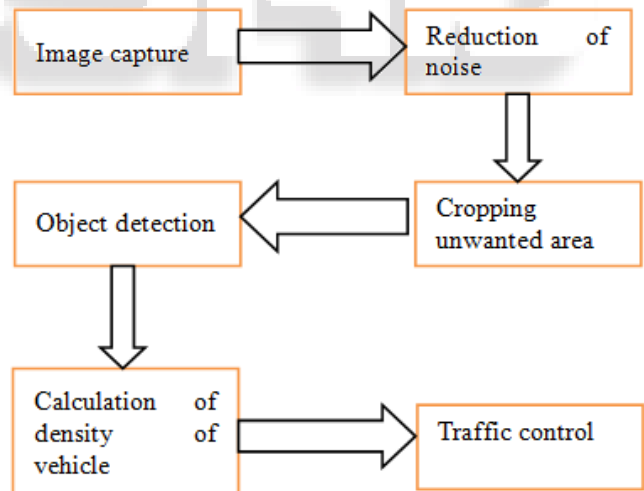 Image capture
Reduction of
noise
Cropping
unwanted area
Object detection
Calculation of
density of
vehicle
Traffic control